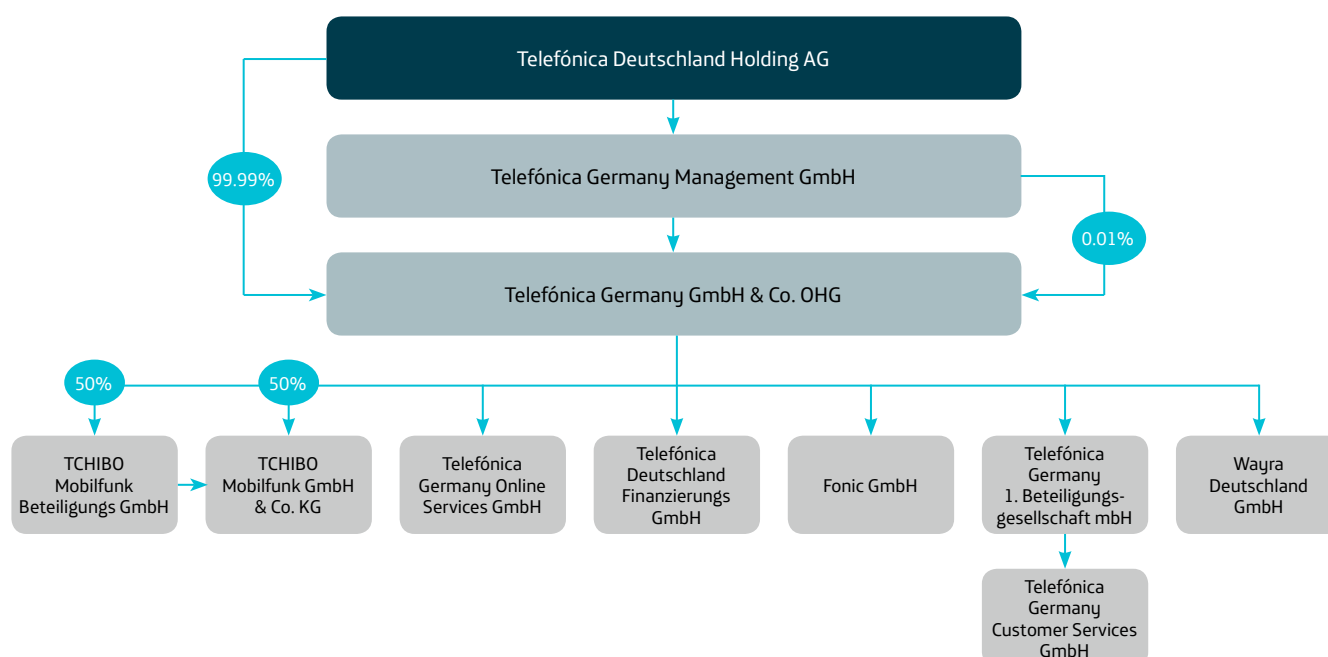 Telefónica Deutschland Holding AG
Telefónica Germany Management GmbH
99.99%
0.01%
Telefónica Germany GmbH & Co. OHG
50%
50%
TCHIBO
Mobilfunk
Beteiligungs GmbH
TCHIBO
Mobilfunk GmbH
& Co. KG
Telefónica
Germany Online
Services GmbH
Telefónica
Deutschland
Finanzierungs
GmbH
Fonic GmbH
Telefónica
Germany
1. Beteiligungs-
gesellschaft mbH
Wayra
Deutschland
GmbH
Telefónica
Germany
Customer Services
GmbH